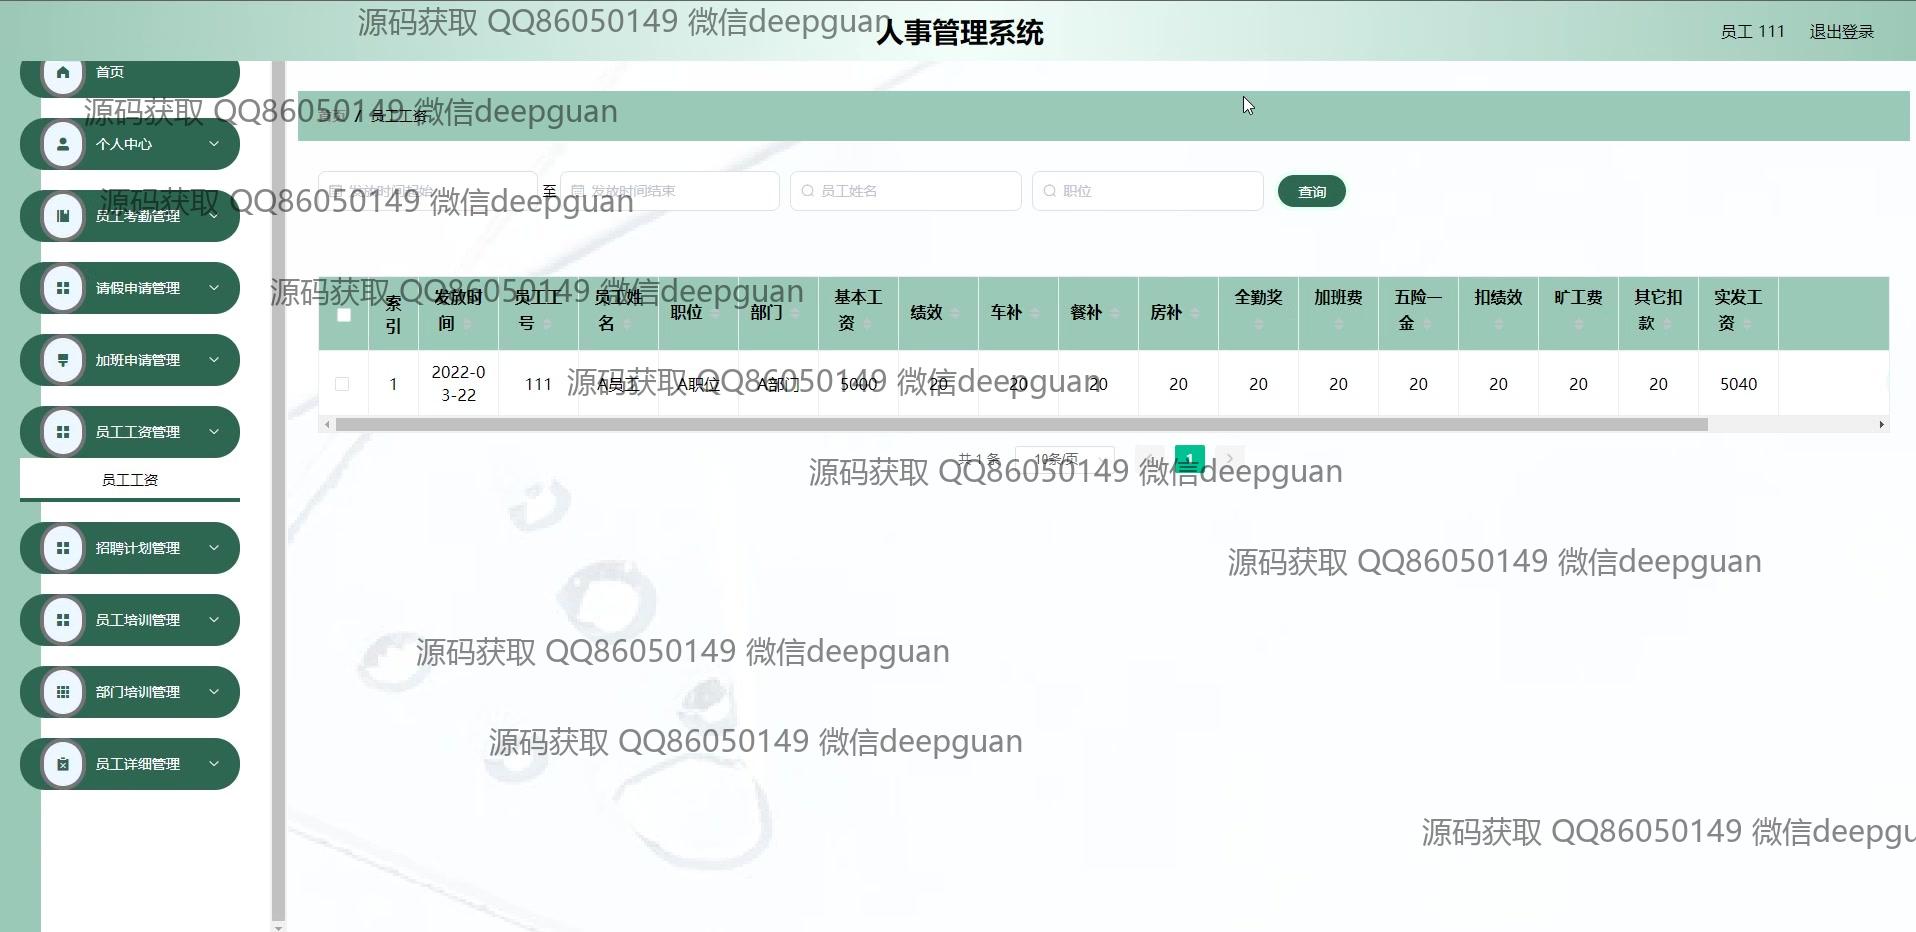 源码获取 QQ86050149 微信deepguan
人事管理系统
员工 111 退出登录
首页
源码获取 QQ86050149 微信deepguan
首页 / 员工工资
个人中心
发放时间起始 至 发放时间结束 员工姓名 职位 查询
源码获取 QQ86050149 微信deepguan
员工考勤管理
请假申请管理
源码获取 QQ86050149 微信deepguan
索引 发放时间 员工工号 员工姓名 职位 部门 基本工资 绩效 车补 餐补 房补 全勤奖 加班费 五险一金 扣绩效 旷工费 其它扣款 实发工资
加班申请管理
1 2022-03-22 111 A员工 A职位 A部门 5000 20 20 20 20 20 20 20 20 20 20 5040
源码获取 QQ86050149 微信deepguan
员工工资管理
共 1 条 10条/页 1
源码获取 QQ86050149 微信deepguan
员工工资
招聘计划管理
源码获取 QQ86050149 微信deepguan
员工培训管理
源码获取 QQ86050149 微信deepguan
部门培训管理
源码获取 QQ86050149 微信deepguan
员工详细管理
源码获取 QQ86050149 微信deepgu